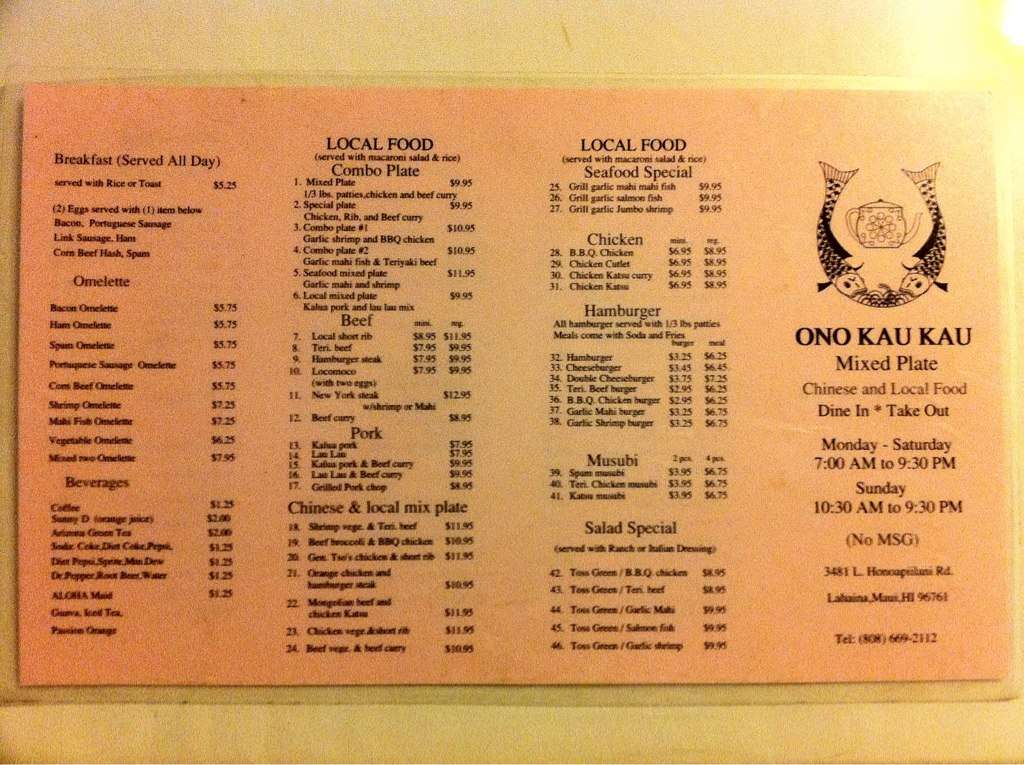 Breakfast (Served All Day)
served with Rice or Toast $5.25
(2) Eggs served with (1) item below
Bacon, Portuguese Sausage
Link Sausage, Ham
Corn Beef Hash, Spam
Omelette
Bacon Omelette $5.75
Ham Omelette $5.75
Spam Omelette $5.75
Portuguese Sausage Omelette $5.75
Corn Beef Omelette $5.75
Shrimp Omelette $7.25
Mahi Fish Omelette $7.25
Vegetable Omelette $6.25
Mixed two Omelette $7.95
Beverages
Coffee $1.25
Sunny D (orange juice) $2.00
Arizona Green Tea $2.00
Soda: Coke,Diet Coke,Pepsi, $1.25
Diet Pepsi,Sprite,Mtn.Dew $1.25
Dr.Popper,Root Beer,Water $1.25
ALOHA Maid $1.25
Guava, Iced Tea,
Passion Orange
LOCAL FOOD
(served with macaroni salad & rice)
Combo Plate
1. Mixed Plate $9.95
1/3 lbs. patties,chicken and beef curry
2. Special plate $9.95
Chicken, Rib, and Beef curry
3. Combo plate #1 $10.95
Garlic shrimp and BBQ chicken
4. Combo plate #2 $10.95
Garlic mahi fish & Teriyaki beef
5. Seafood mixed plate $11.95
Garlic mahi and shrimp
6. Local mixed plate $9.95
Kalua pork and lau lau mix
Beef mini. reg.
7. Local short rib $8.95 $11.95
8. Teri. beef $7.95 $9.95
9. Hamburger steak $7.95 $9.95
10. Locomoco $7.95 $9.95
(with two eggs)
11. New York steak $12.95
w/shrimp or Mahi
12. Beef curry $8.95
Pork
13. Kalua pork $7.95
14. Lau Lau $7.95
15. Kalua pork & Beef curry $9.95
16. Lau Lau & Beef curry $9.95
17. Grilled Pork chop $8.95
Chinese & local mix plate
18. Shrimp vege. & Teri. beef $11.95
19. Beef broccoli & BBQ chicken $10.95
20. Gen. Tso's chicken & short rib $11.95
21. Orange chicken and
hamburger steak $10.95
22. Mongolian beef and
chicken Katsu $11.95
23. Chicken vege.&short rib $11.95
24. Beef vege. & beef curry $10.95
LOCAL FOOD
(served with macaroni salad & rice)
Seafood Special
25. Grill garlic mahi mahi fish $9.95
26. Grill garlic salmon fish $9.95
27. Grill garlic Jumbo shrimp $9.95
Chicken mini. reg.
28. B.B.Q. Chicken $6.95 $8.95
29. Chicken Cutlet $6.95 $8.95
30. Chicken Katsu curry $6.95 $8.95
31. Chicken Katsu $6.95 $8.95
Hamburger
All hamburger served with 1/3 lbs patties
Meals come with Soda and Fries
burger meal
32. Hamburger $3.25 $6.25
33. Cheeseburger $3.45 $6.45
34. Double Cheeseburger $3.75 $7.25
35. Teri. Beef burger $2.95 $6.25
36. B.B.Q. Chicken burger $2.95 $6.25
37. Garlic Mahi burger $3.25 $6.75
38. Garlic Shrimp burger $3.25 $6.75
Musubi 2 pcs. 4 pcs.
39. Spam musubi $3.95 $6.75
40. Teri. Chicken musubi $3.95 $6.75
41. Katsu musubi $3.95 $6.75
Salad Special
(served with Ranch or Italian Dressing)
42. Toss Green / B.B.Q. chicken $8.95
43. Toss Green / Teri. beef $8.95
44. Toss Green / Garlic Mahi $9.95
45. Toss Green / Salmon fish $9.95
46. Toss Green / Garlic shrimp $9.95
ONO KAU KAU
Mixed Plate
Chinese and Local Food
Dine In * Take Out
Monday - Saturday
7:00 AM to 9:30 PM
Sunday
10:30 AM to 9:30 PM
(No MSG)
3481 L. Honoapiilani Rd.
Lahaina,Maui,HI 96761
Tel: (808) 669-2112